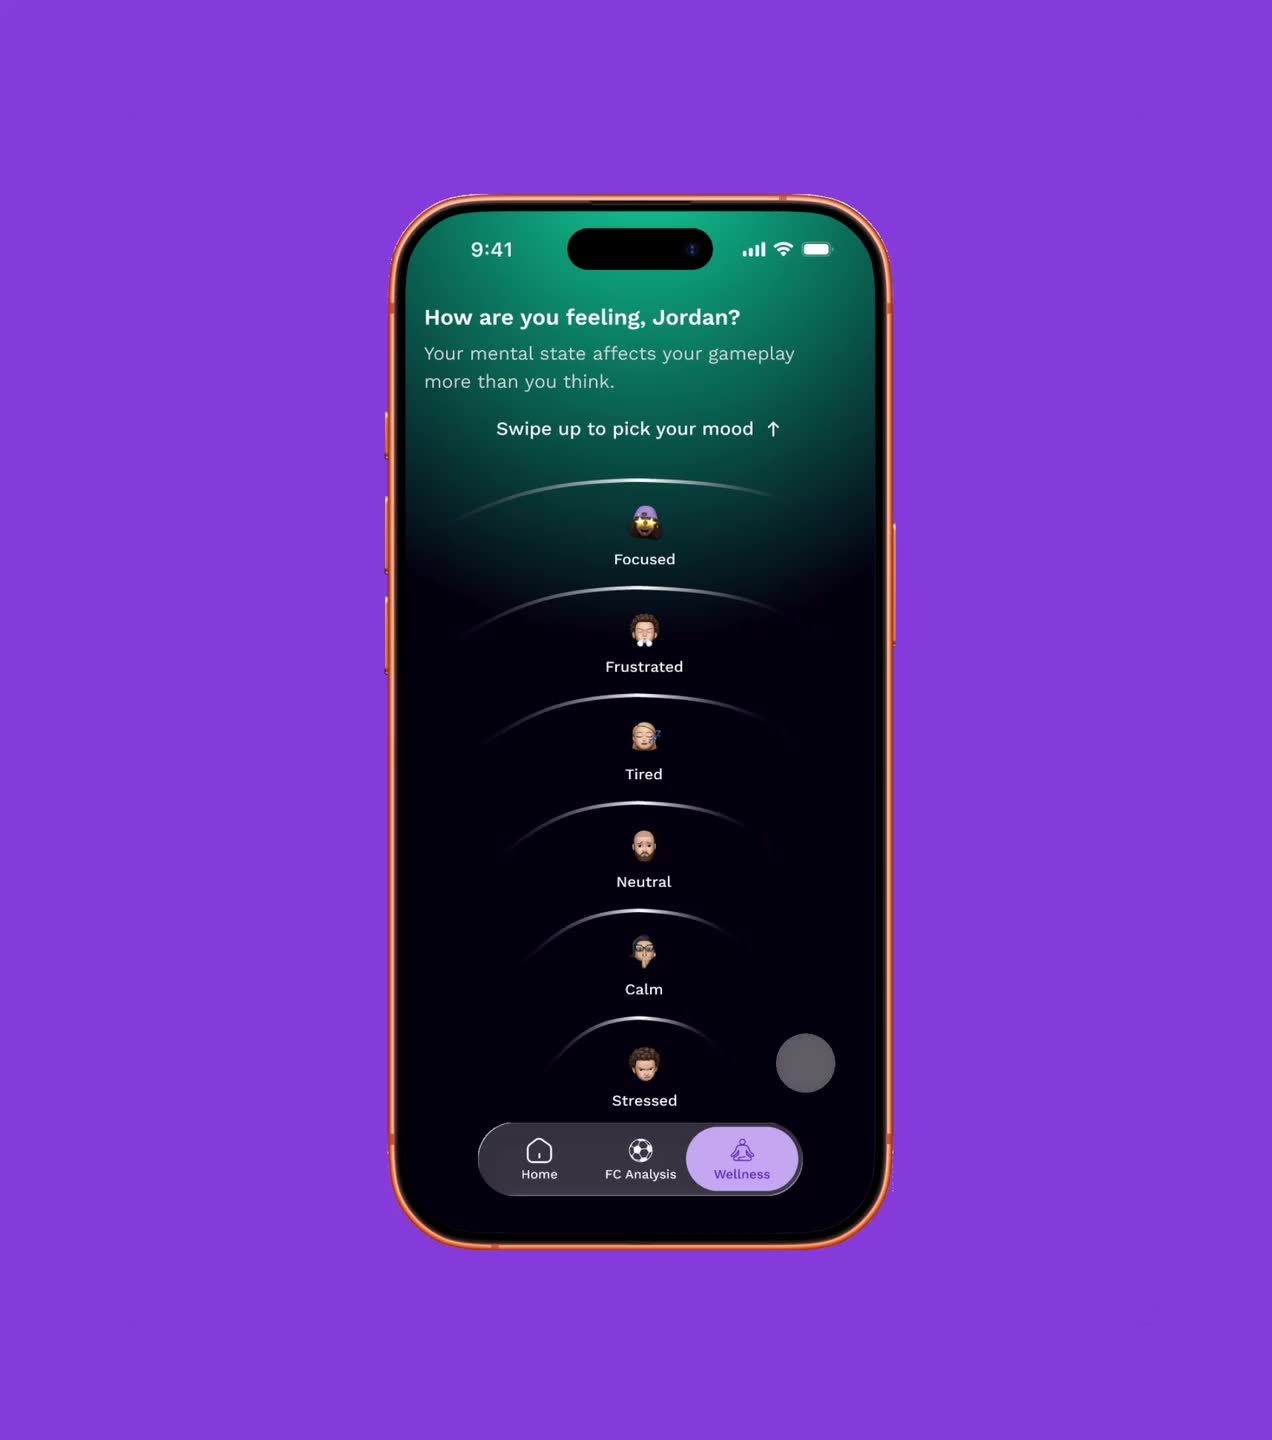 9:41
How are you feeling, Jordan?
Your mental state affects your gameplay
more than you think.
Swipe up to pick your mood ↑
Focused
Frustrated
Tired
Neutral
Calm
Stressed
Home
FC Analysis
Wellness